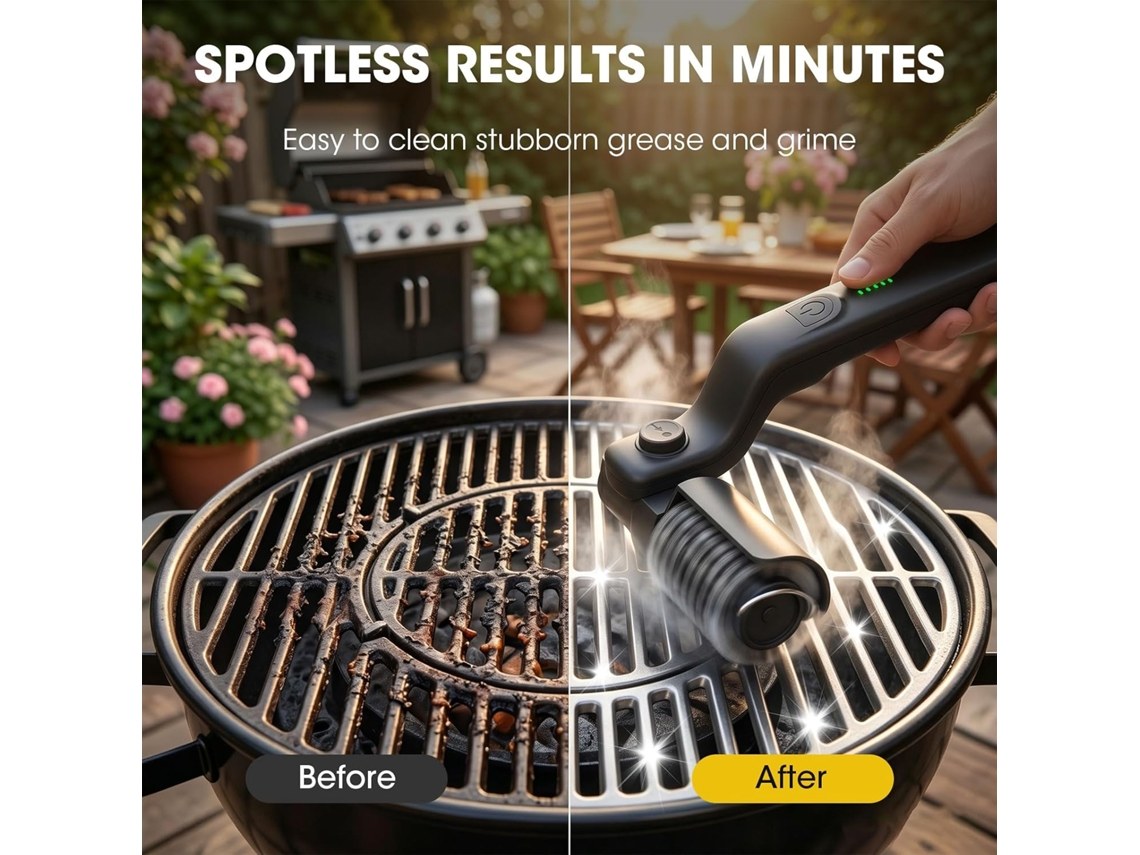 SPOTLESS RESULTS IN MINUTES
Easy to clean stubborn grease and grime
Before
After